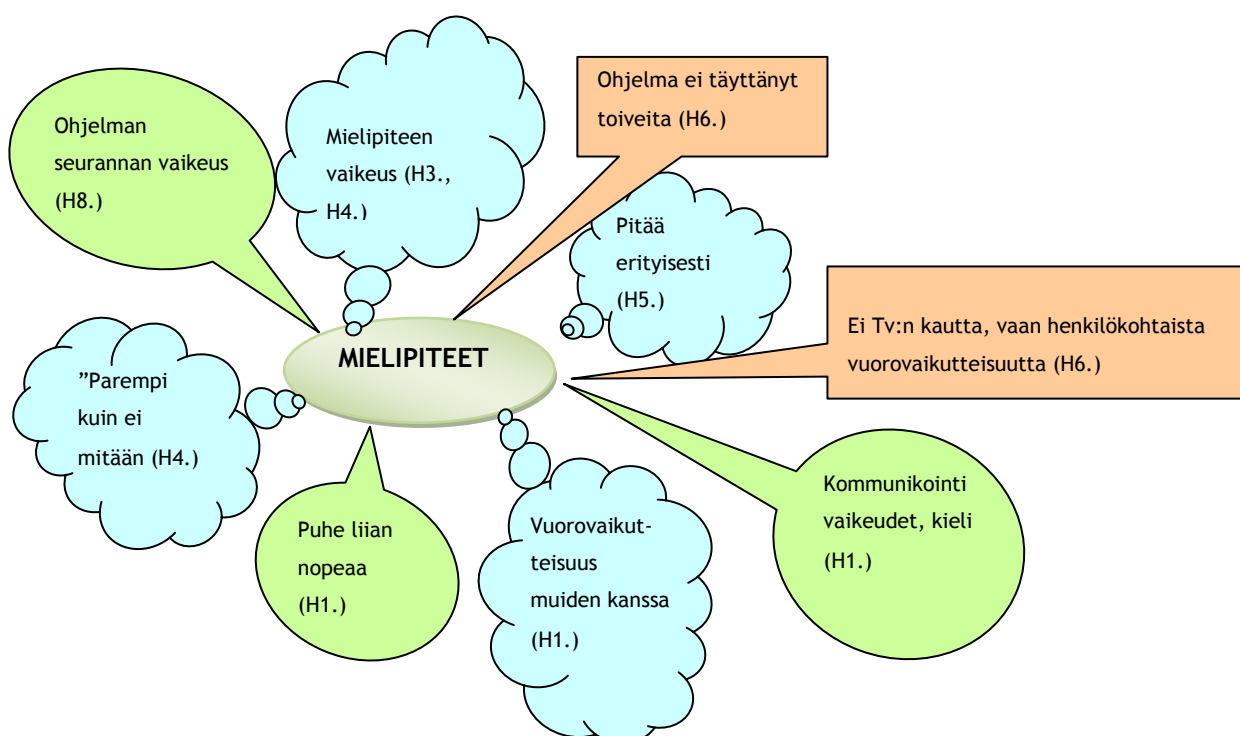 Ohjelman
seurannan vaikeus
(H8.)
Mielipiteen
vaikeus (H3.,
H4.)
Ohjelma ei täyttänyt
toiveita (H6.)
Pitää
erityisesti
(H5.)
Ei Tv:n kautta, vaan henkilökohtaista
vuorovaikutteisuutta (H6.)
MIELIPITEET
”Parempi
kuin ei
mitään (H4.)
Puhe liian
nopeaa
(H1.)
Vuorovaikut-
teisuus
muiden kanssa
(H1.)
Kommunikointi
vaikeudet, kieli
(H1.)